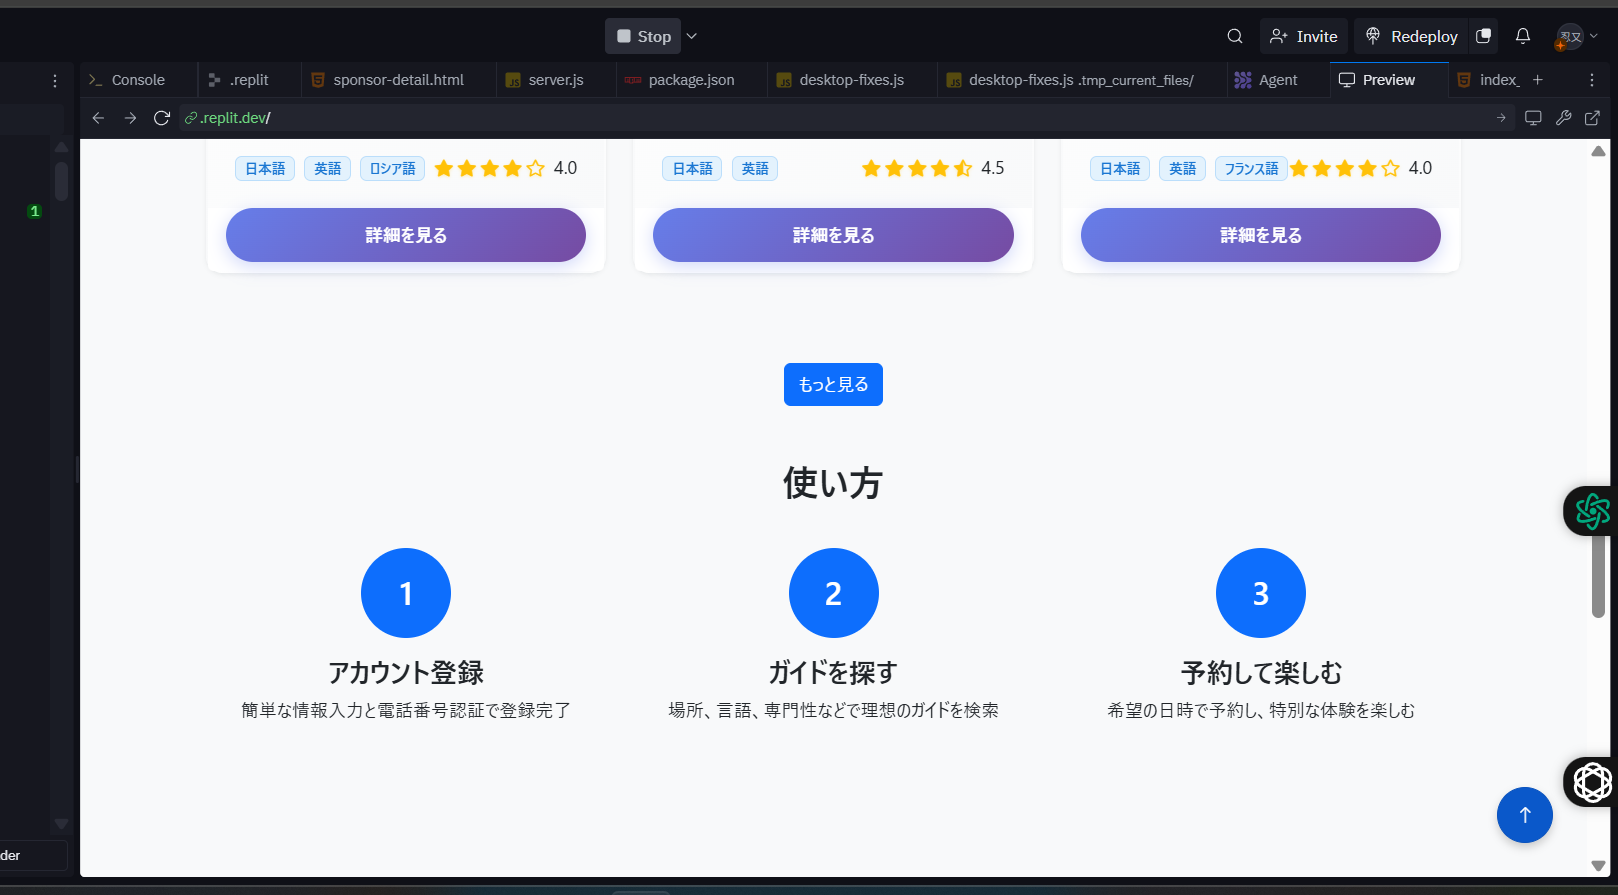 Stop
Invite
Redeploy
忍又
Console
.replit
sponsor-detail.html
server.js
package.json
desktop-fixes.js
desktop-fixes.js .tmp_current_files/
Agent
Preview
index_
.replit.dev/
1
日本語 英語 ロシア語 4.0
日本語 英語 4.5
日本語 英語 フランス語 4.0
詳細を見る
詳細を見る
詳細を見る
もっと見る
使い方
1
アカウント登録
簡単な情報入力と電話番号認証で登録完了
2
ガイドを探す
場所、言語、専門性などで理想のガイドを検索
3
予約して楽しむ
希望の日時で予約し、特別な体験を楽しむ
der